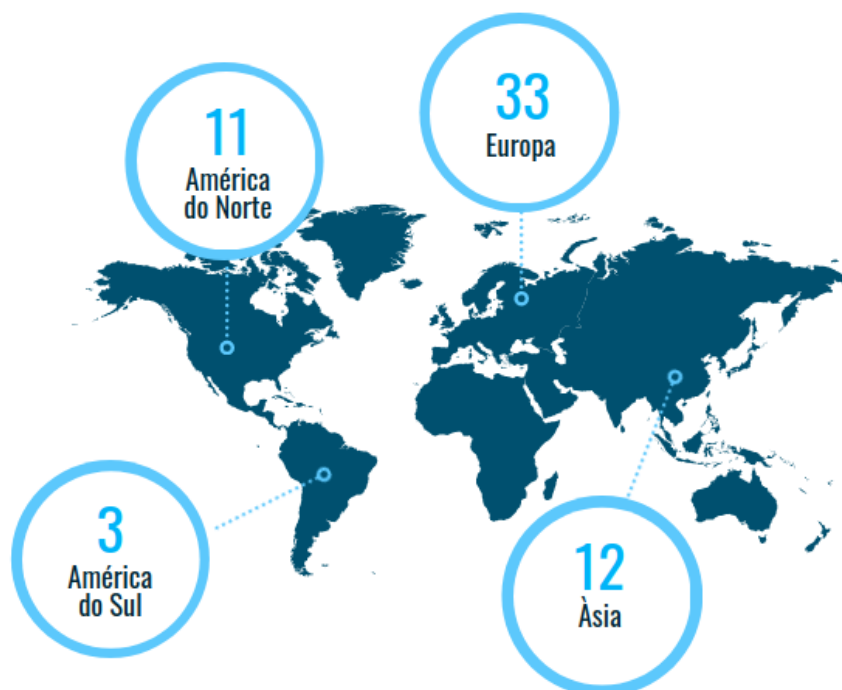 11
América
do Norte
33
Europa
3
América
do Sul
12
Àsia